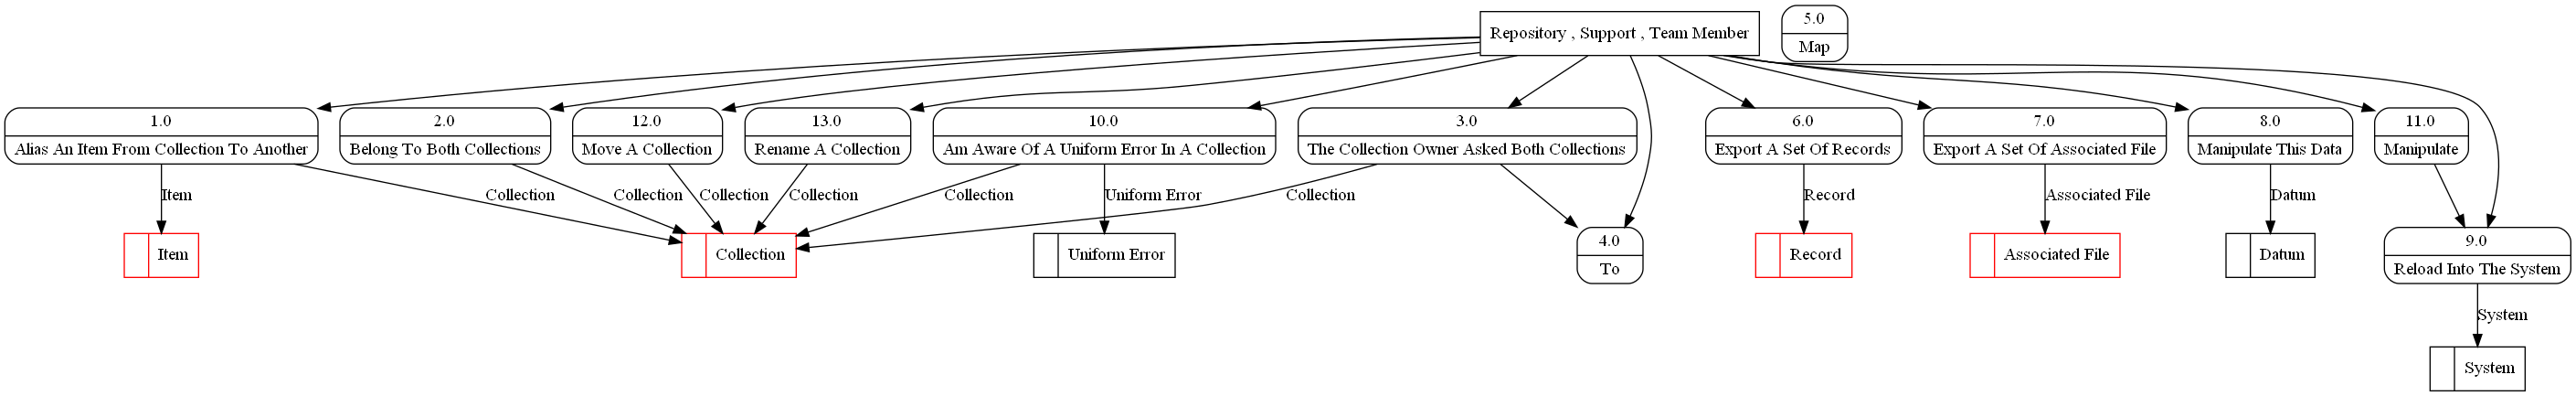 Repository , Support , Team Member
5.0
Map
1.0
Alias An Item From Collection To Another
2.0
Belong To Both Collections
12.0
Move A Collection
13.0
Rename A Collection
10.0
Am Aware Of A Uniform Error In A Collection
3.0
The Collection Owner Asked Both Collections
6.0
Export A Set Of Records
7.0
Export A Set Of Associated File
8.0
Manipulate This Data
11.0
Manipulate
Item
Collection
Collection
Collection
Collection
Collection
Uniform Error
Collection
Record
Associated File
Datum
Item
Collection
Uniform Error
4.0
To
Record
Associated File
Datum
9.0
Reload Into The System
System
System